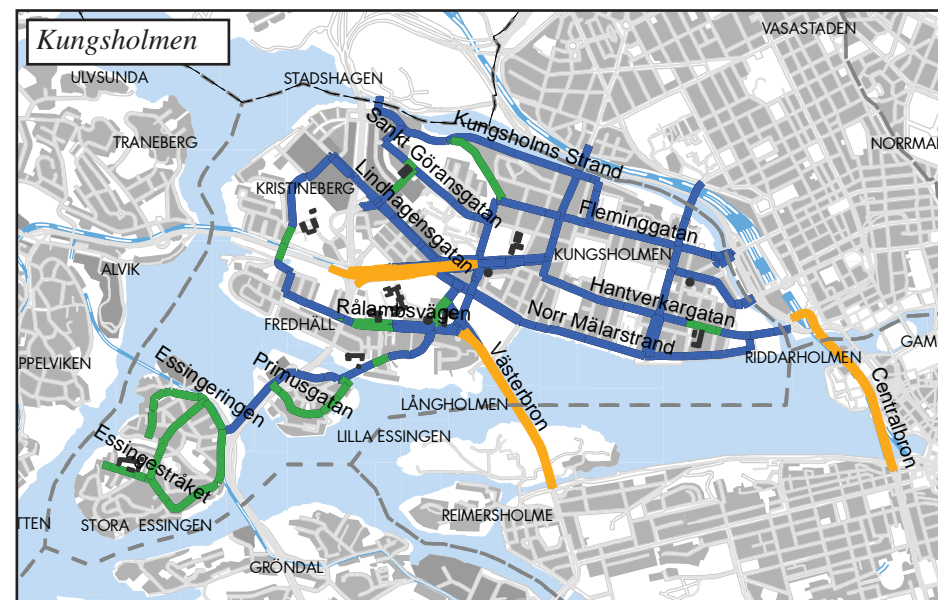 Kungsholmen
VASASTADEN
ULVSUNDA
STADSHAGEN
TRANEBERG
Kungsholms Strand
NORRMA
Sankt Göransgatan
KRISTINEBERG
Lindhagensgatan
Fleminggatan
KUNGSHOLMEN
ALVIK
Hantverkargatan
Rålambsvägen
FREDHÄLL
Norr Mälarstrand
GAM
RIDDARHOLMEN
PPELVIKEN
Essingeringen
Primusgatan
Västerbron
Centralbron
LÅNGHOLMEN
LILLA ESSINGEN
Essingestråket
REIMERSHOLME
TTEN
STORA ESSINGEN
GRÖNDAL